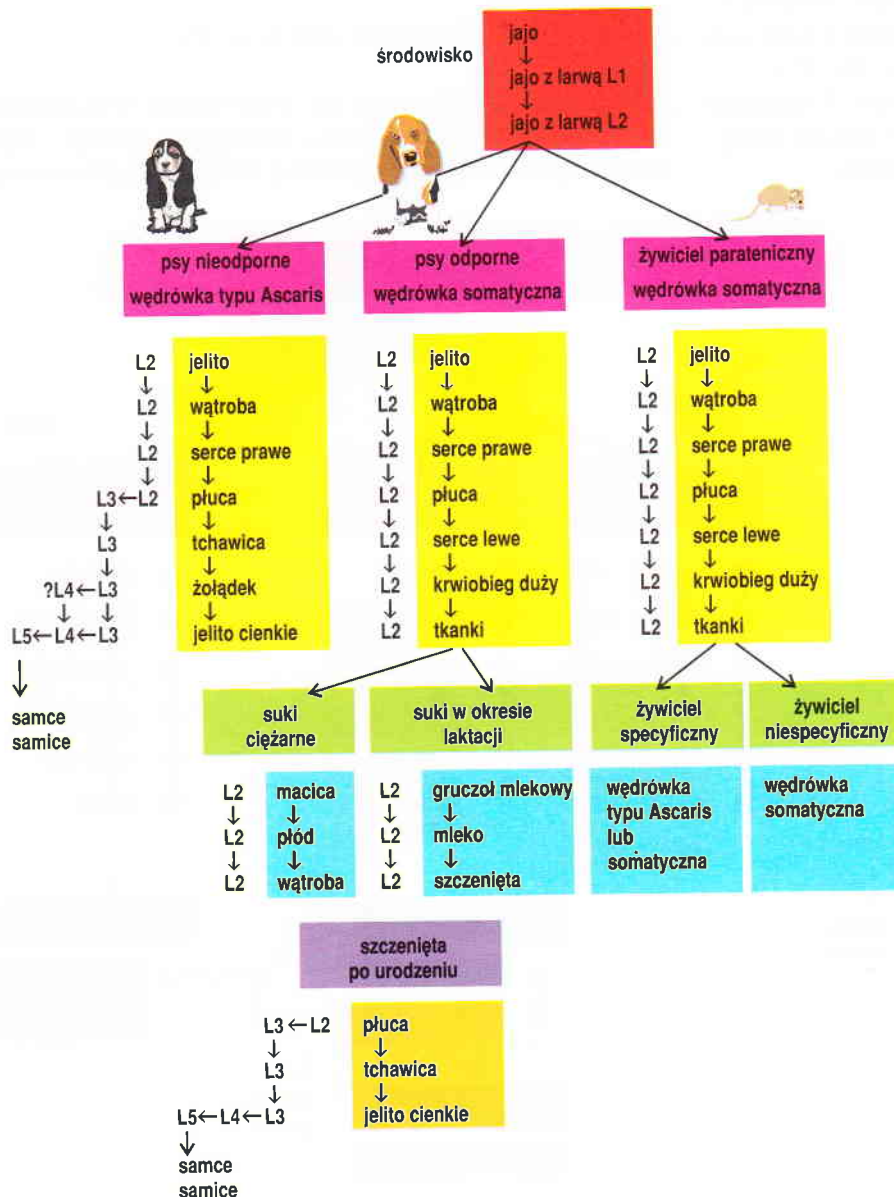 środowisko
jajo
↓
jajo z larwą L1
↓
jajo z larwą L2
psy nieodporne
wędrówka typu Ascaris
psy odporne
wędrówka somatyczna
żywiciel parateniczny
wędrówka somatyczna
L2 jelito
↓ ↓
L2 wątroba
↓ ↓
L2 serce prawe
↓ ↓
L3←L2 płuca
↓ ↓
L3 tchawica
↓ ↓
?L4←L3 żołądek
↓ ↓ ↓
L5←L4←L3 jelito cienkie
↓
samce
samice
L2 jelito
↓ ↓
L2 wątroba
↓ ↓
L2 serce prawe
↓ ↓
L2 płuca
↓ ↓
L2 serce lewe
↓ ↓
L2 krwiobieg duży
↓ ↓
L2 tkanki
L2 jelito
↓ ↓
L2 wątroba
↓ ↓
L2 serce prawe
↓ ↓
L2 płuca
↓ ↓
L2 serce lewe
↓ ↓
L2 krwiobieg duży
↓ ↓
L2 tkanki
suki
ciężarne
L2 macica
↓ ↓
L2 płód
↓ ↓
L2 wątroba
suki w okresie
laktacji
L2 gruczoł mlekowy
↓ ↓
L2 mleko
↓ ↓
L2 szczenięta
żywiciel
specyficzny
wędrówka
typu Ascaris
lub
somatyczna
żywiciel
niespecyficzny
wędrówka
somatyczna
szczenięta
po urodzeniu
L3←L2 płuca
↓ ↓
L3 tchawica
↓ ↓
L5←L4←L3 jelito cienkie
↓
samce
samice